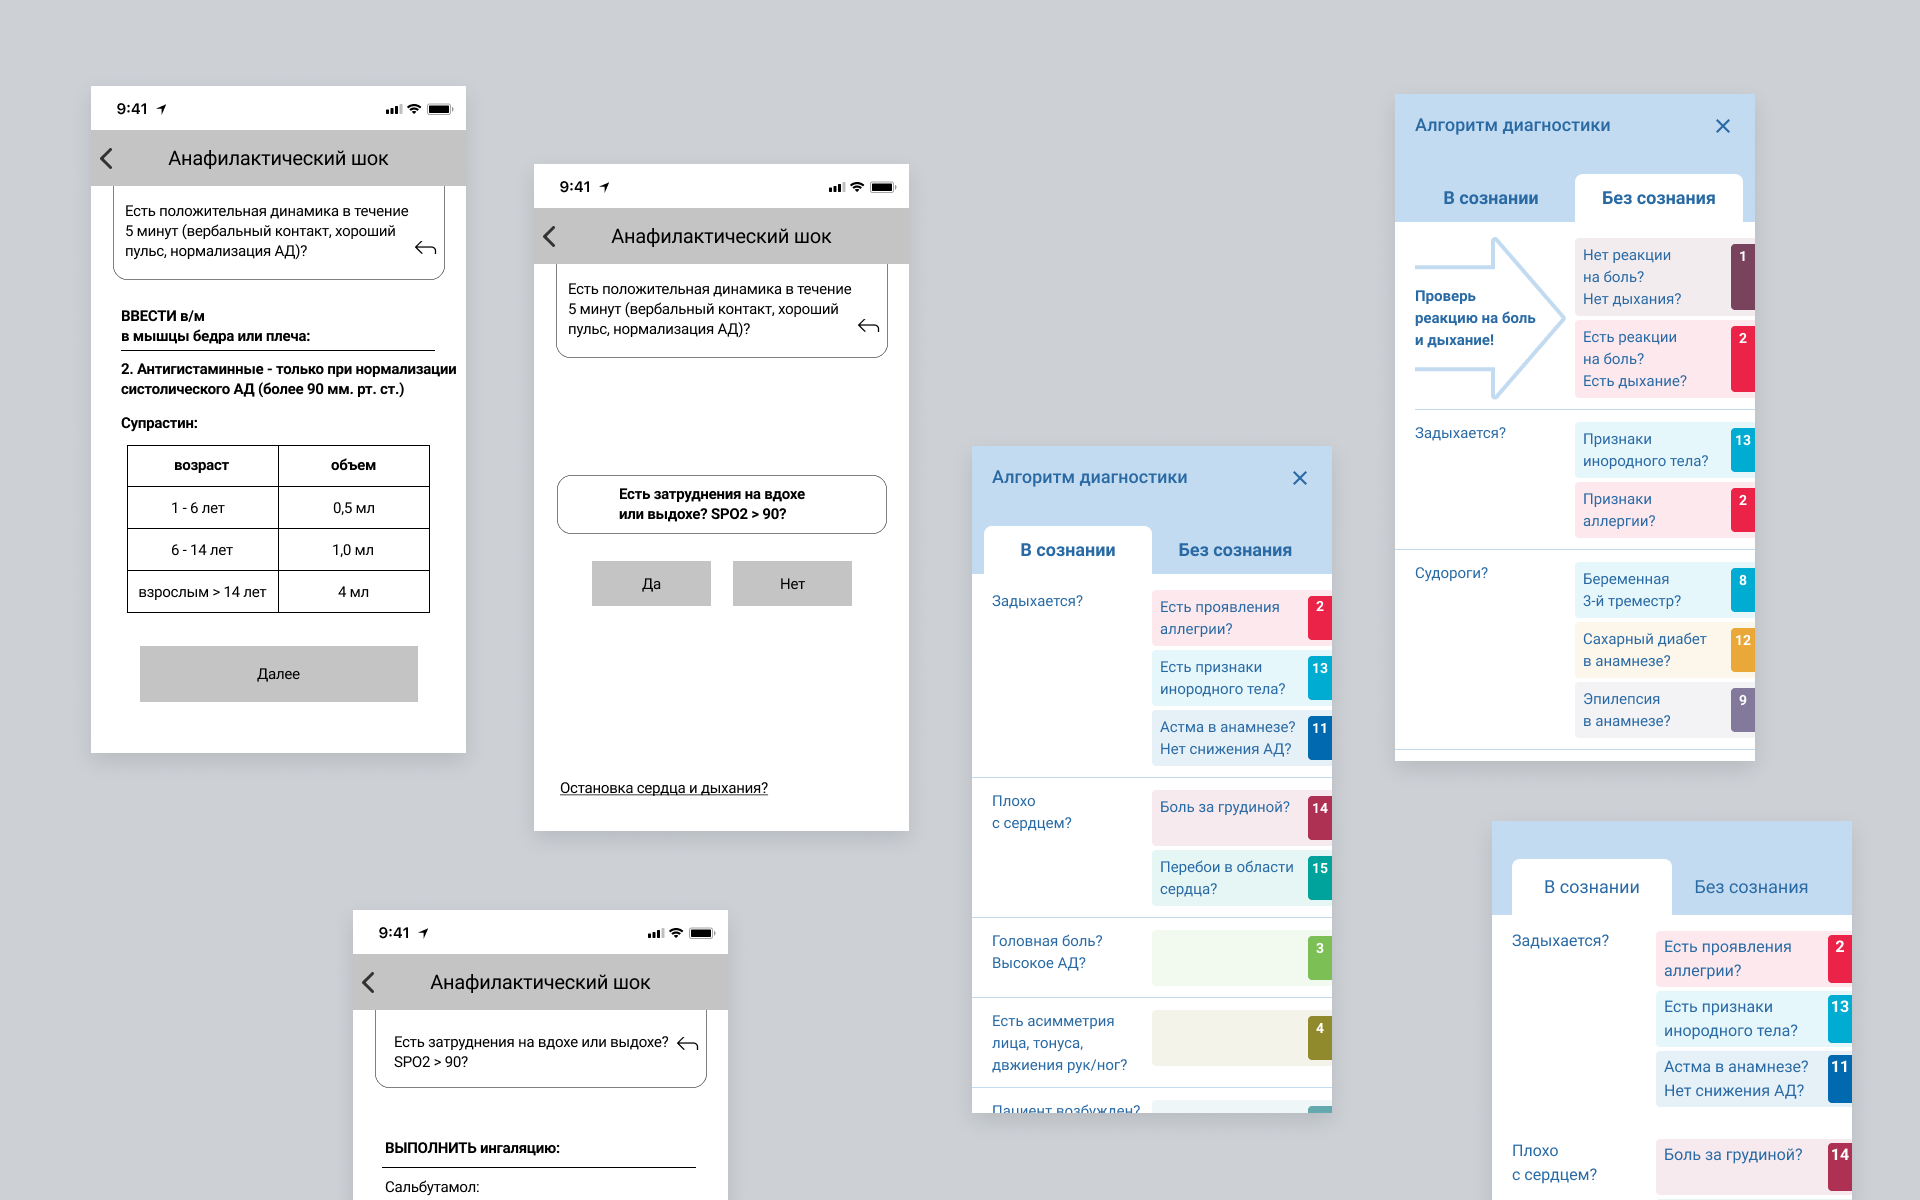 9:41
Анафилактический шок
Есть положительная динамика в течение
5 минут (вербальный контакт, хороший
пульс, нормализация АД)?
ВВЕСТИ в/м
в мышцы бедра или плеча:
2. Антигистаминные - только при нормализации
систолического АД (более 90 мм. рт. ст.)
Супрастин:
возраст объем
1 - 6 лет 0,5 мл
6 - 14 лет 1,0 мл
взрослым > 14 лет 4 мл
Далее
9:41
Анафилактический шок
Есть положительная динамика в течение
5 минут (вербальный контакт, хороший
пульс, нормализация АД)?
Есть затруднения на вдохе
или выдохе? SPO2 > 90?
Да Нет
Остановка сердца и дыхания?
9:41
Анафилактический шок
Есть затруднения на вдохе или выдохе?
SPO2 > 90?
ВЫПОЛНИТЬ ингаляцию:
Сальбутамол:
Алгоритм диагностики
В сознании Без сознания
Задыхается?
Есть проявления
аллегрии?
2
Есть признаки
инородного тела?
13
Астма в анамнезе?
Нет снижения АД?
11
Плохо
с сердцем?
Боль за грудиной?
14
Перебои в области
сердца?
15
Головная боль?
Высокое АД?
3
Есть асимметрия
лица, тонуса,
двжиения рук/ног?
4
Пациент возбужден?
Алгоритм диагностики
В сознании Без сознания
Проверь
реакцию на боль
и дыхание!
Нет реакции
на боль?
Нет дыхания?
1
Есть реакции
на боль?
Есть дыхание?
2
Задыхается?
Признаки
инородного тела?
13
Признаки
аллергии?
2
Судороги?
Беременная
3-й треместр?
8
Сахарный диабет
в анамнезе?
12
Эпилепсия
в анамнезе?
9
В сознании Без сознания
Задыхается?
Есть проявления
аллегрии?
2
Есть признаки
инородного тела?
13
Астма в анамнезе?
Нет снижения АД?
11
Плохо
с сердцем?
Боль за грудиной?
14